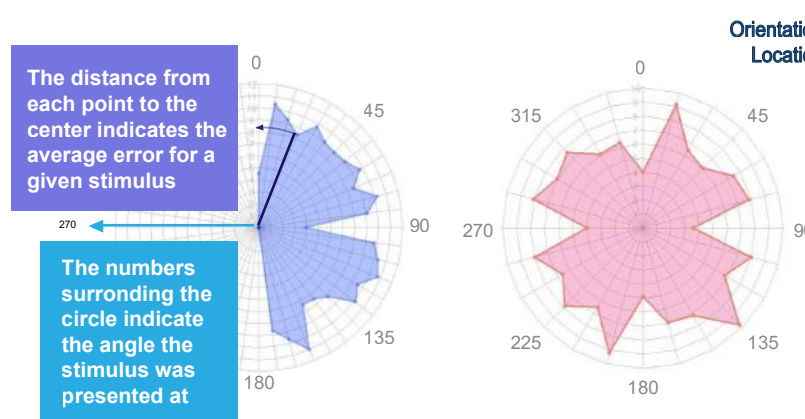 Orientatio
Locatio
The distance from
each point to the
center indicates the
average error for a
given stimulus
0
45
90
135
180
270
The numbers
surronding the
circle indicate
the angle the
stimulus was
presented at
0
45
9
135
180
225
270
315